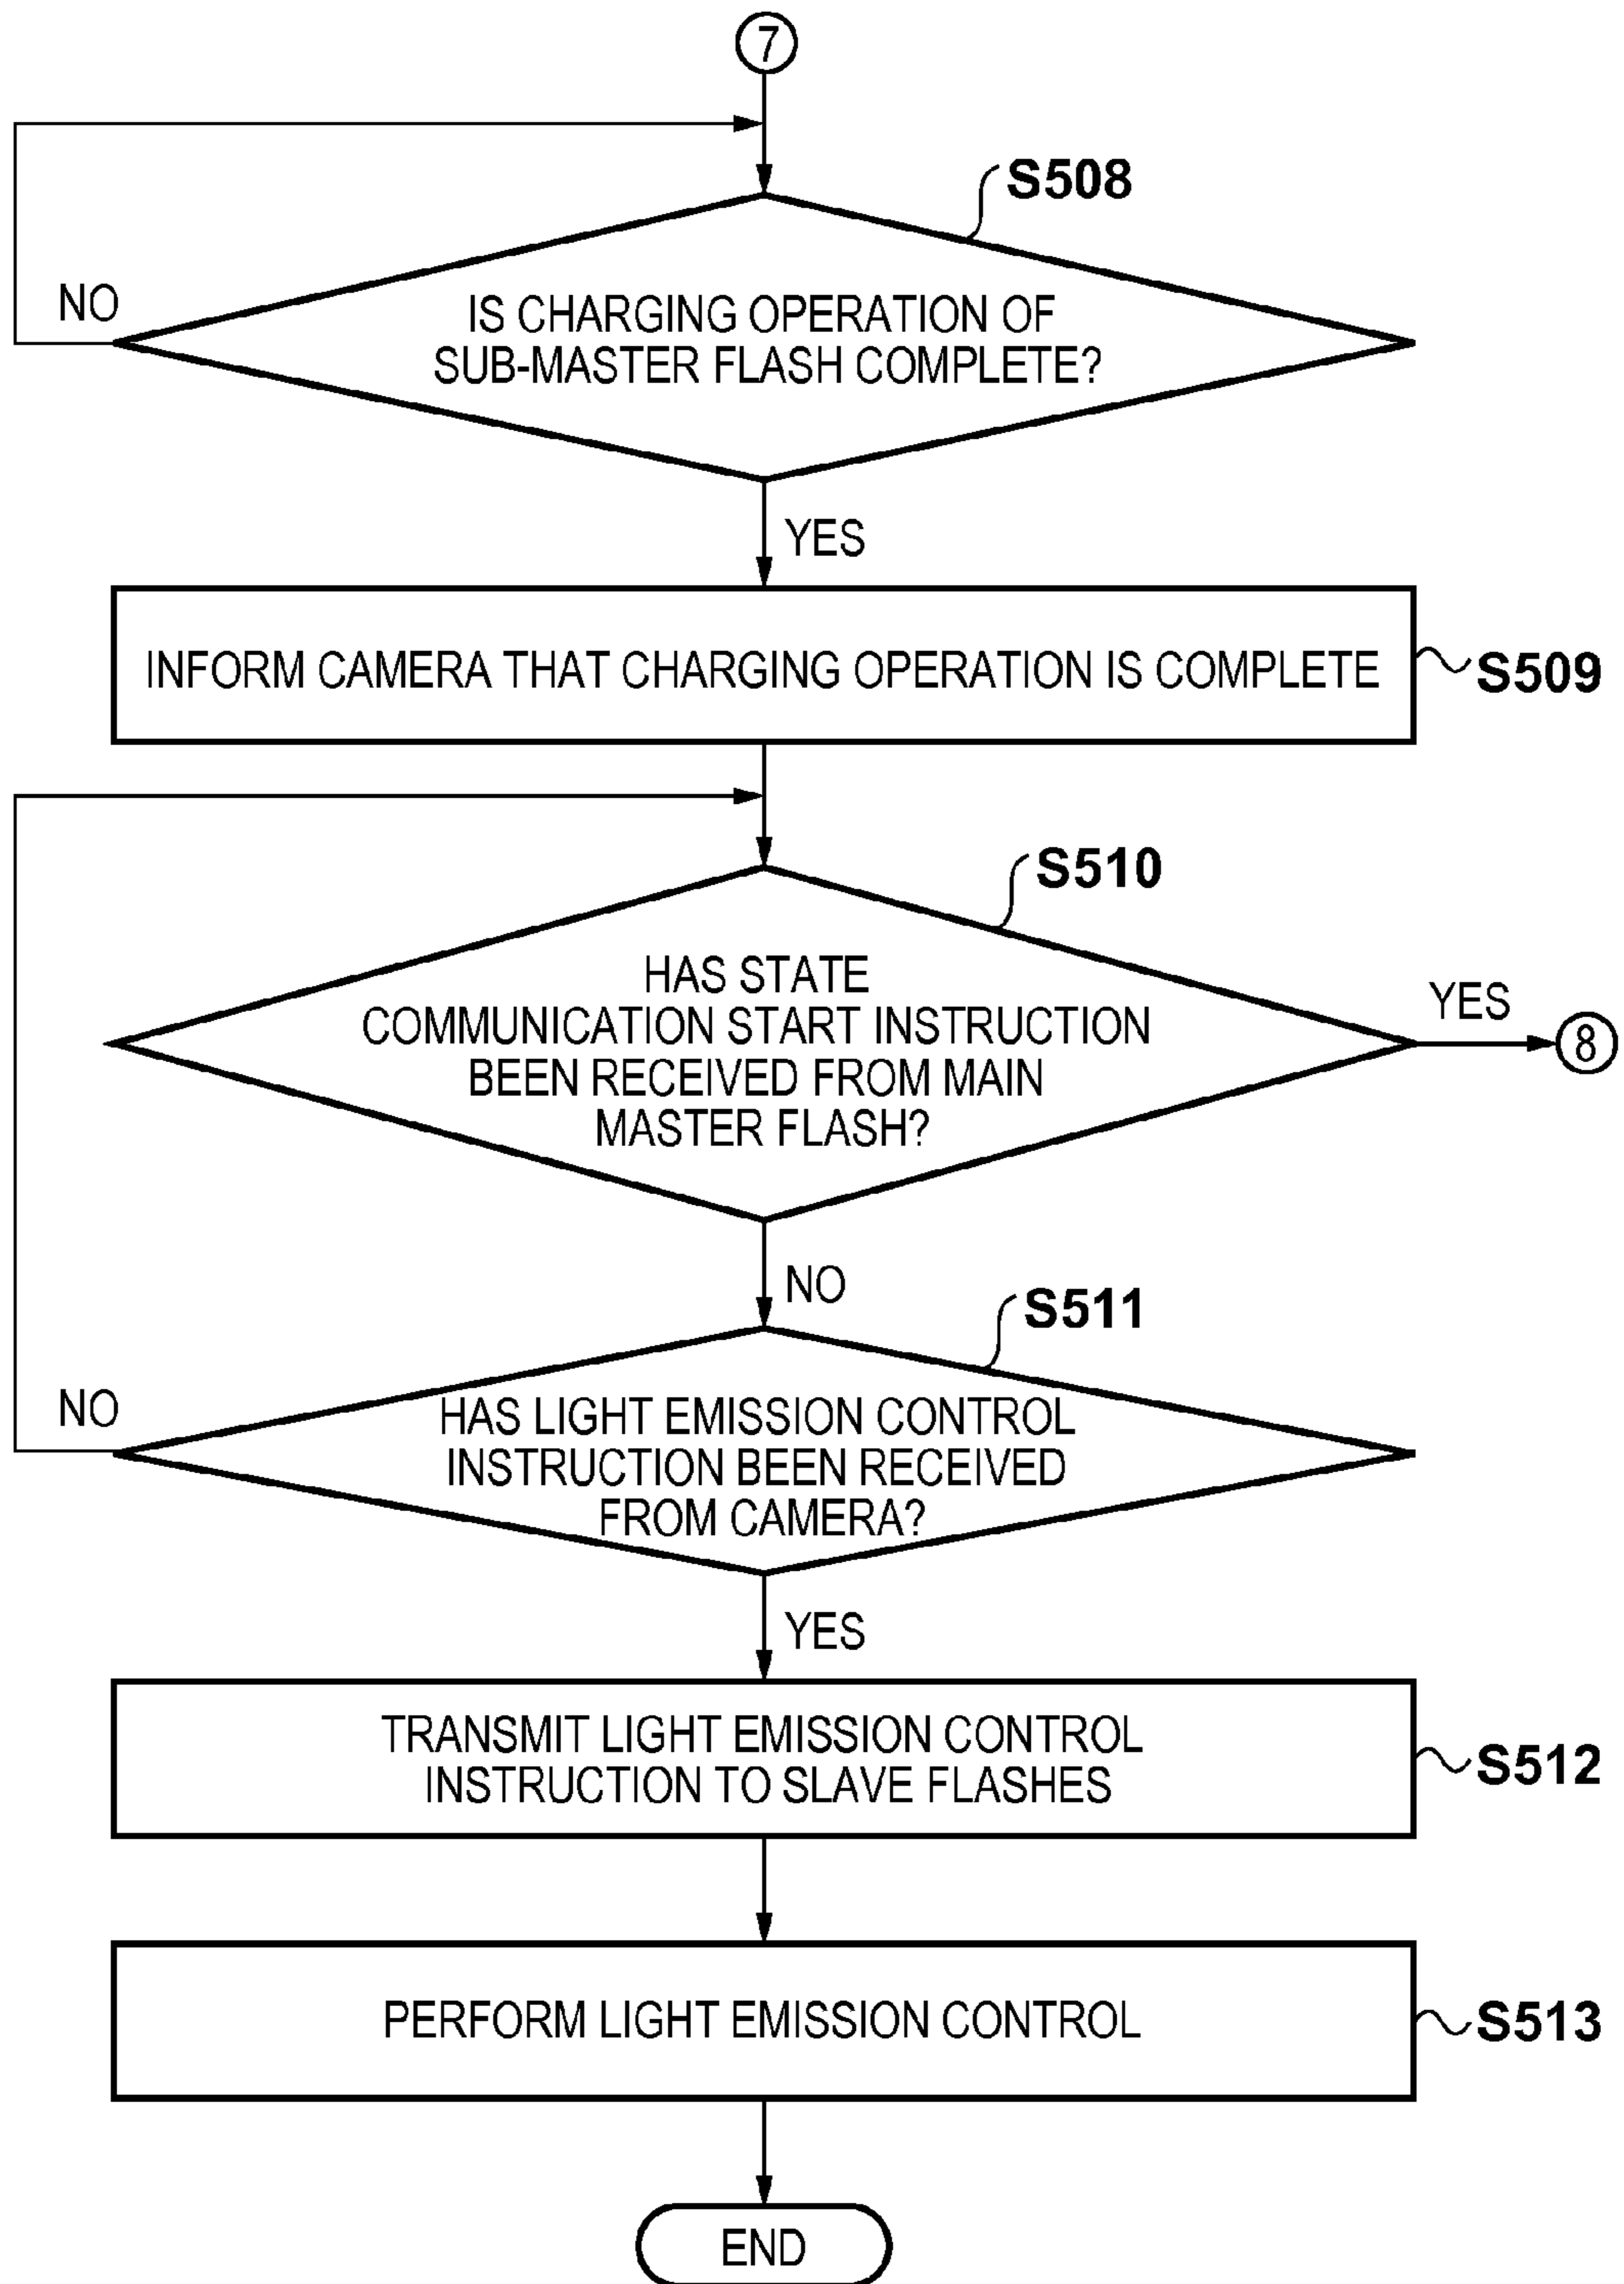 7
S508
NO
IS CHARGING OPERATION OF
SUB-MASTER FLASH COMPLETE?
YES
INFORM CAMERA THAT CHARGING OPERATION IS COMPLETE
S509
S510
HAS STATE
COMMUNICATION START INSTRUCTION
BEEN RECEIVED FROM MAIN
MASTER FLASH?
YES
8
NO
S511
NO
HAS LIGHT EMISSION CONTROL
INSTRUCTION BEEN RECEIVED
FROM CAMERA?
YES
TRANSMIT LIGHT EMISSION CONTROL
INSTRUCTION TO SLAVE FLASHES
S512
PERFORM LIGHT EMISSION CONTROL
S513
END